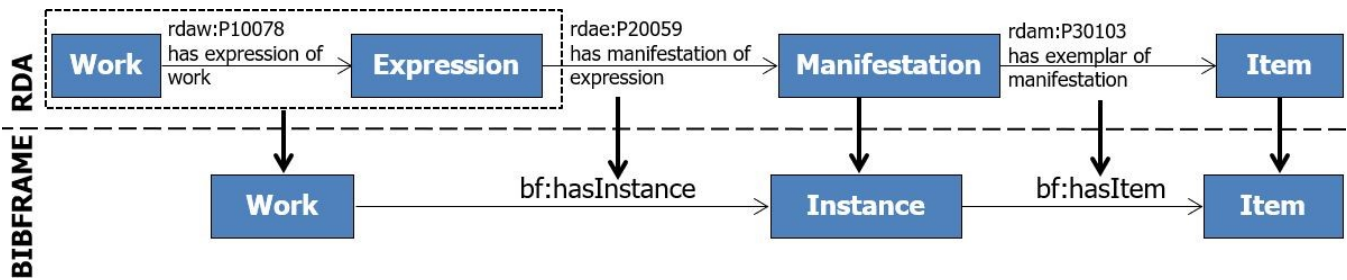 RDA
rdaw:P10078
has expression of
work
rdae:P20059
has manifestation of
expression
rdam:P30103
has exemplar of
manifestation
Work
Expression
Manifestation
Item
BIBFRAME
bf:hasInstance
bf:hasItem
Work
Instance
Item